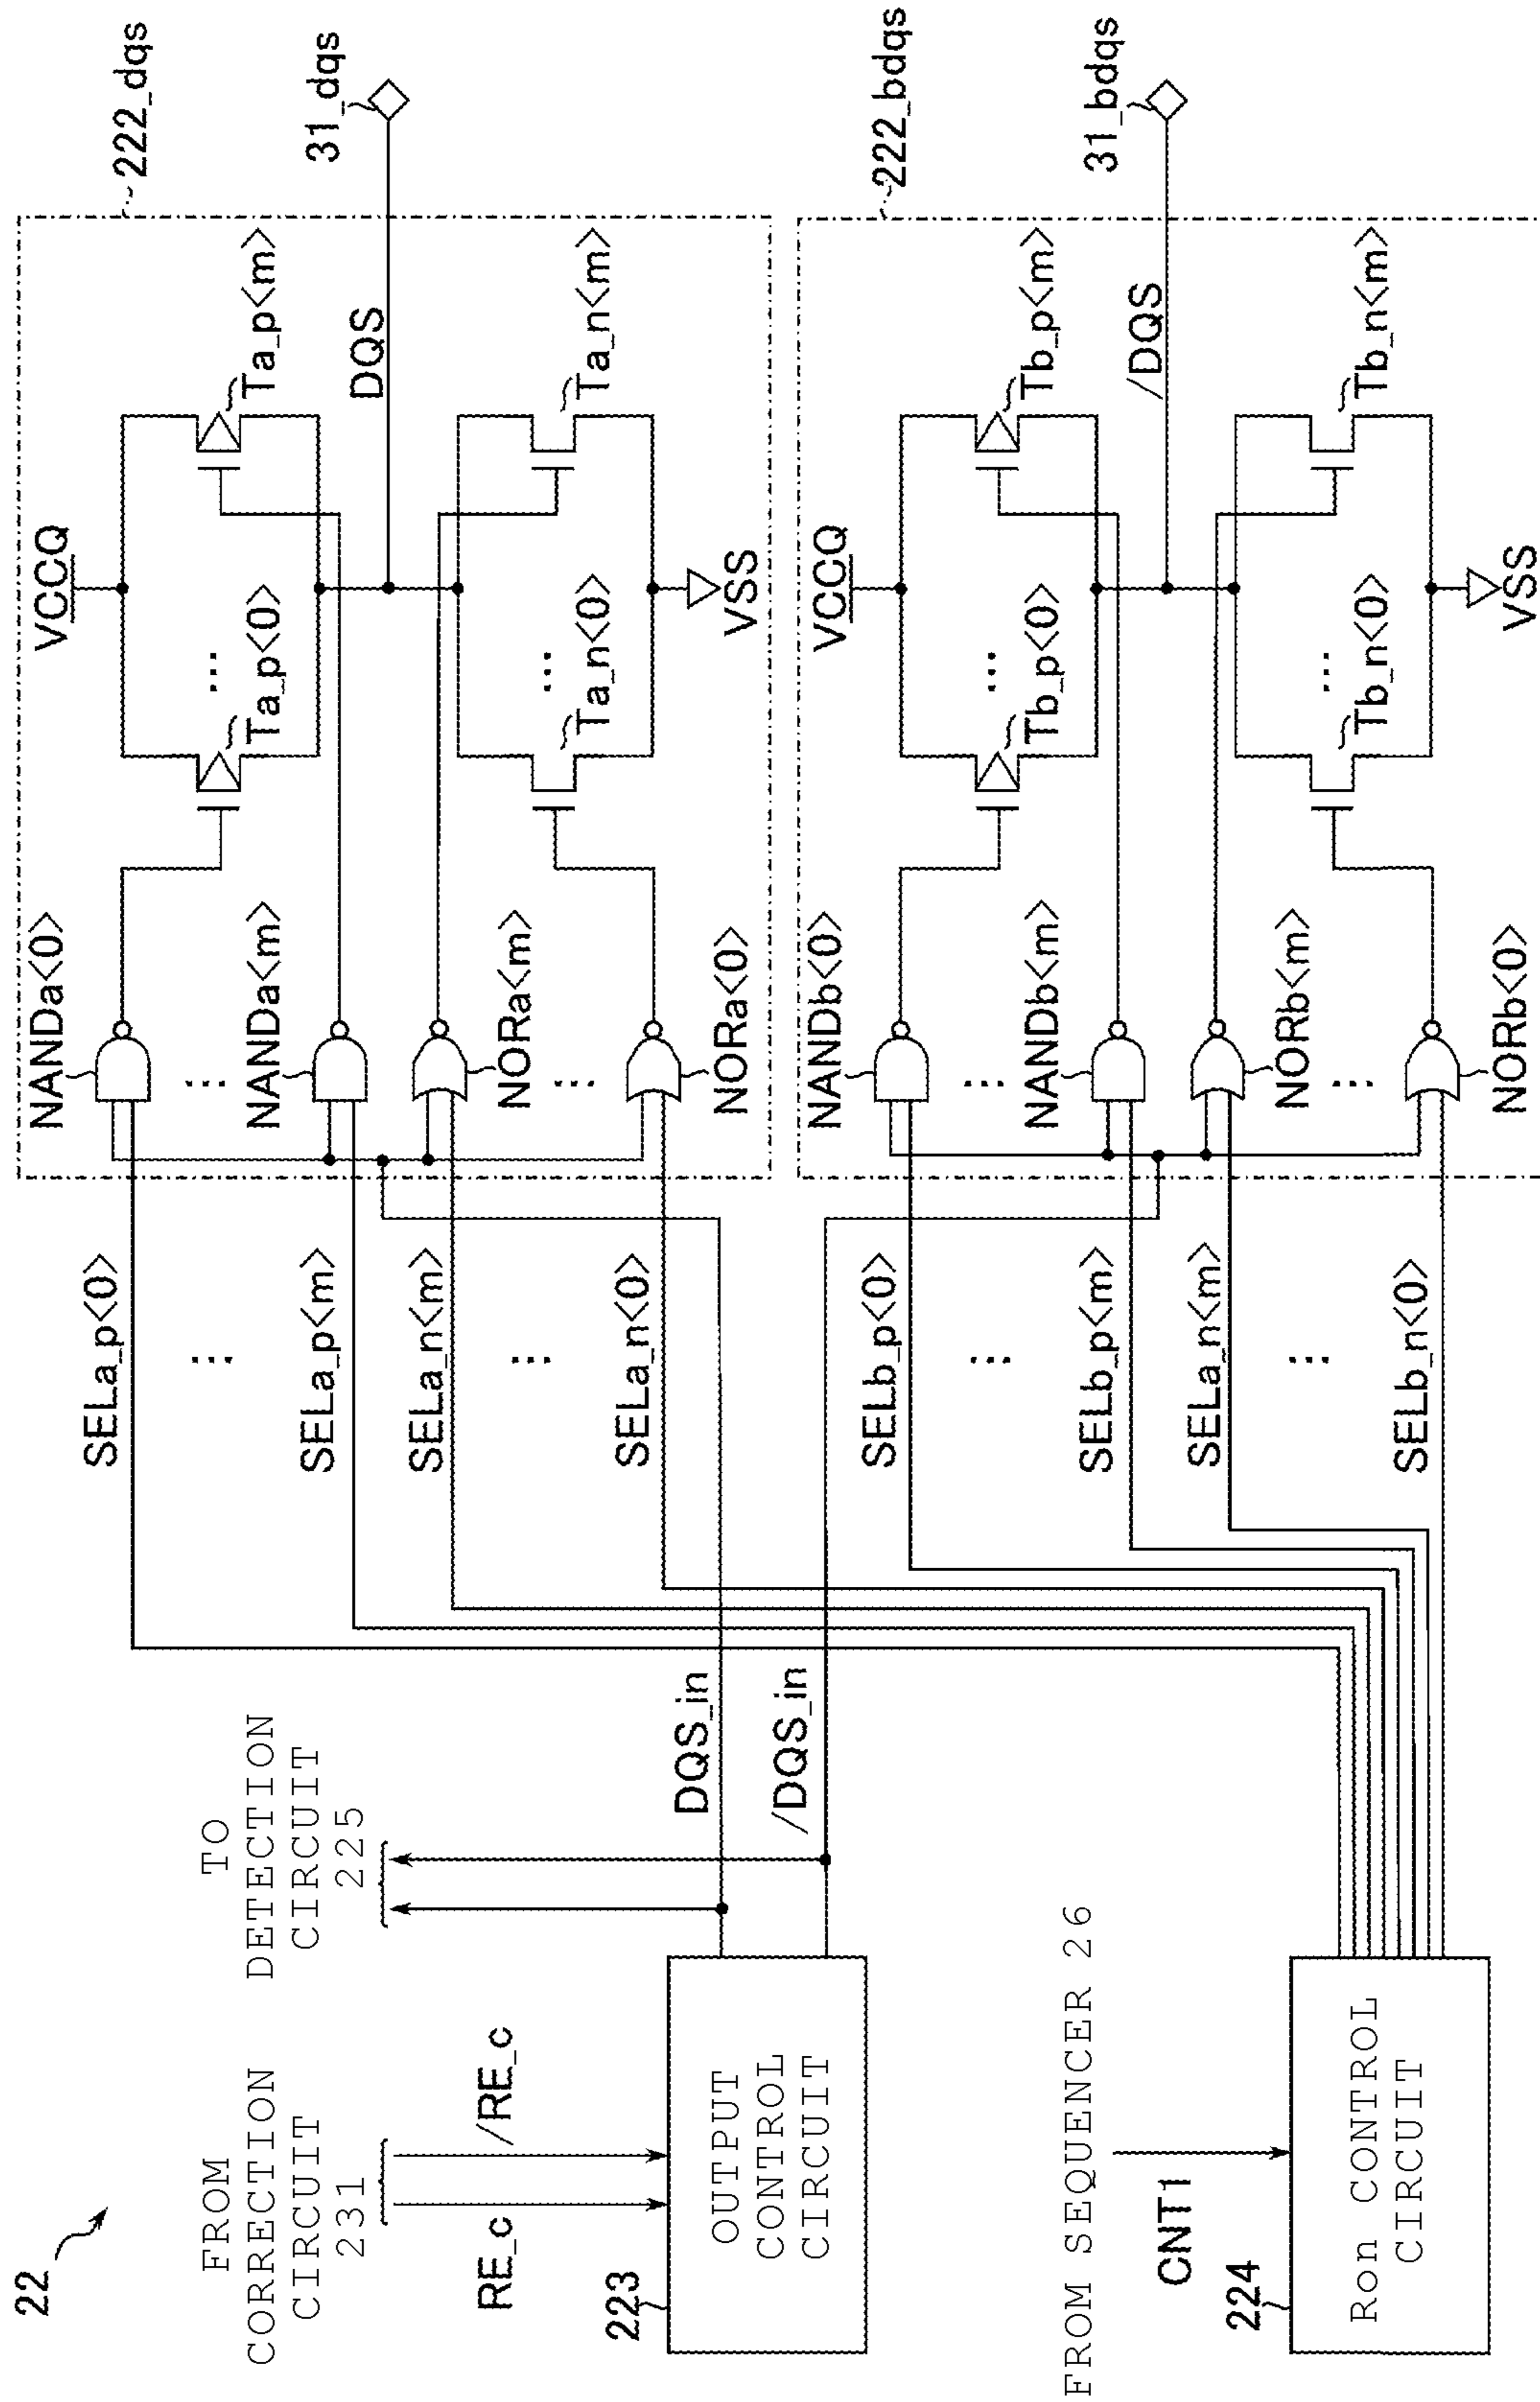 22
FROM
CORRECTION
CIRCUIT
231
TO
DETECTION
CIRCUIT
225
RE_c
/RE_c
223
OUTPUT
CONTROL
CIRCUIT
DQS_in
/DQS_in
FROM SEQUENCER 26
CNT1
224
Ron CONTROL
CIRCUIT
SELa_p<0>
...
SELa_p<m>
SELa_n<m>
...
SELa_n<0>
SELb_p<0>
...
SELb_p<m>
SELa_n<m>
...
SELb_n<0>
222_dqs
NANDa<0>
...
NANDa<m>
NORa<m>
...
NORa<0>
VCCQ
Ta_p<0>
...
Ta_p<m>
DQS
31_dqs
Ta_n<0>
...
Ta_n<m>
VSS
222_bdqs
NANDb<0>
...
NANDb<m>
NORb<m>
...
NORb<0>
VCCQ
Tb_p<0>
...
Tb_p<m>
/DQS
31_bdqs
Tb_n<0>
...
Tb_n<m>
VSS